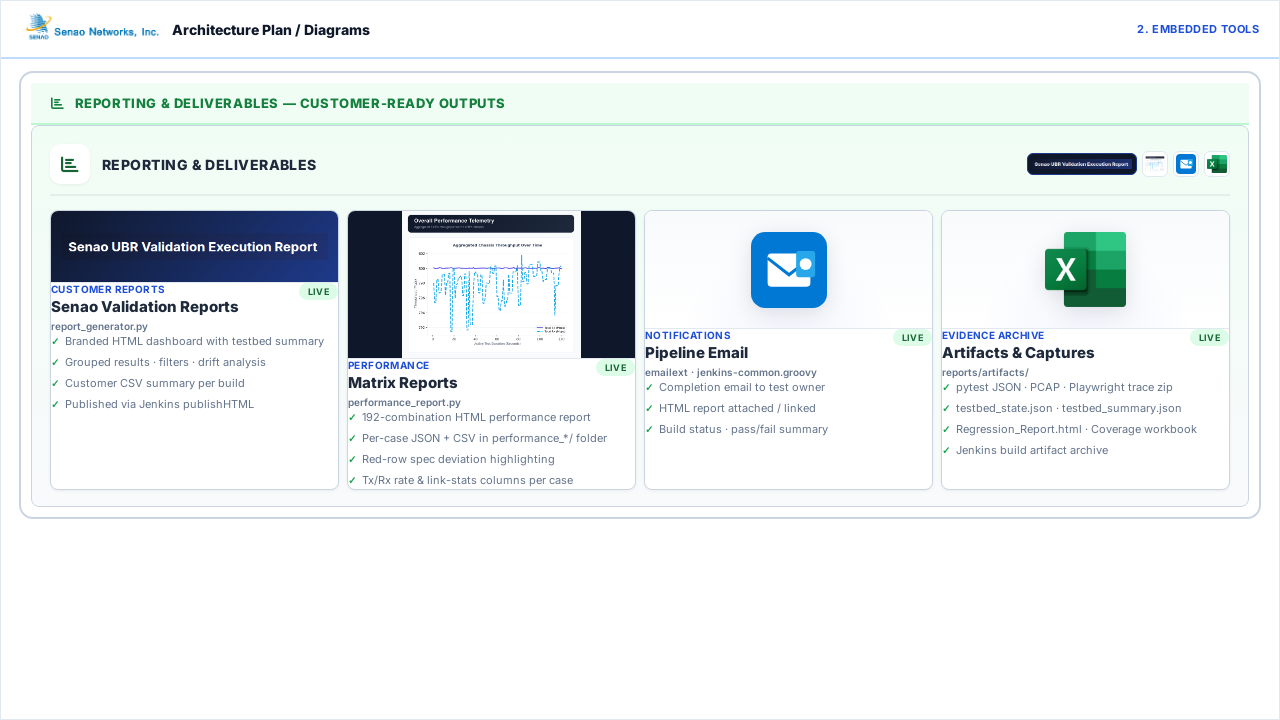 SENAO
Senao Networks, Inc.
Architecture Plan / Diagrams
2. EMBEDDED TOOLS
REPORTING & DELIVERABLES — CUSTOMER-READY OUTPUTS
REPORTING & DELIVERABLES
Senao UBR Validation Execution Report
Senao UBR Validation Execution Report
CUSTOMER REPORTS
LIVE
Senao Validation Reports
report_generator.py
✓ Branded HTML dashboard with testbed summary
✓ Grouped results · filters · drift analysis
✓ Customer CSV summary per build
✓ Published via Jenkins publishHTML
Overall Performance Telemetry
Aggregated Chassis Throughput Over Time
PERFORMANCE
LIVE
Matrix Reports
performance_report.py
✓ 192-combination HTML performance report
✓ Per-case JSON + CSV in performance_*/ folder
✓ Red-row spec deviation highlighting
✓ Tx/Rx rate & link-stats columns per case
NOTIFICATIONS
LIVE
Pipeline Email
emailext · jenkins-common.groovy
✓ Completion email to test owner
✓ HTML report attached / linked
✓ Build status · pass/fail summary
X
EVIDENCE ARCHIVE
LIVE
Artifacts & Captures
reports/artifacts/
✓ pytest JSON · PCAP · Playwright trace zip
✓ testbed_state.json · testbed_summary.json
✓ Regression_Report.html · Coverage workbook
✓ Jenkins build artifact archive